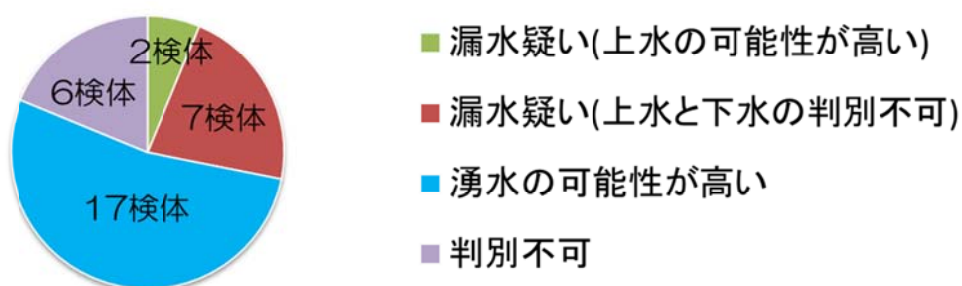 2検体
7検体
17検体
6検体
漏水疑い(上水の可能性が高い)
漏水疑い(上水と下水の判別不可)
湧水の可能性が高い
判別不可